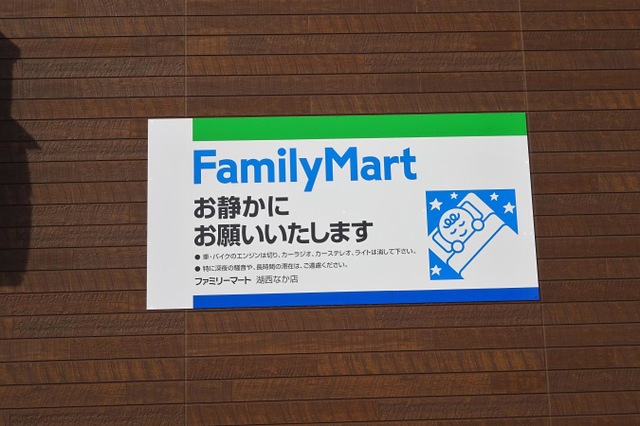 FamilyMart
お静かに
お願いいたします
●車・バイクのエンジンは切り、カーラジオ、カーステレオ、ライトは消して下さい。
●特に深夜の騒音や、長時間の滞在は、ご遠慮ください。
ファミリーマート 湖西なか店